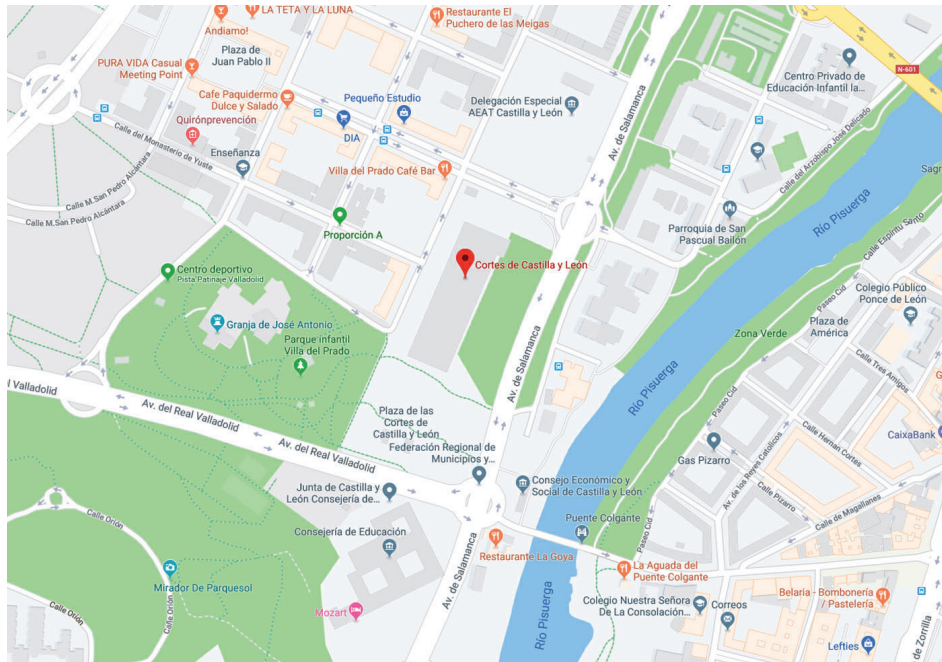 LA TETA Y LA LUNA
Andiamo!
Plaza de
Juan Pablo II
Restaurante El
Puchero de las Meigas
N-601
PURA VIDA Casual
Meeting Point
Centro Privado de
Educación Infantil la...
Cafe Paquidermo
Dulce y Salado
Pequeño Estudio
Delegación Especial
AEAT Castilla y León
Quirónprevención
DIA
Calle del Monasterio de Yuste
Enseñanza
Av. de Salamanca
Calle del Arzobispo José Delicado
Villa del Prado Café Bar
Calle M.San Pedro Alcántara
Calle M.San Pedro Alcántara
Río Pisuerga
Sagr
Calle Espíritu Santo
Proporción A
Parroquia de San
Pascual Bailón
Cortes de Castilla y León
Centro deportivo
Pista Patinaje Valladolid
Paseo Cid
Colegio Público
Ponce de León
Granja de José Antonio
Parque infantil
Villa del Prado
Av. de Salamanca
Zona Verde
Plaza de
América
Av. de Salamanca
Río Pisuerga
Calle Tres Amigos
l Valladolid
Av. del Real Valladolid
Plaza de las
Cortes de
Castilla y León
Paseo Cid
G
Calle Hernan Cortes
CaixaBank
Av. del Real Valladolid
Federación Regional de
Municipios y...
Gas Pizarro
Av. de los Reyes Catolicos
Junta de Castilla y
León Consejería de...
Consejo Económico y
Social de Castilla y León
Calle Pizarro
Calle de Magallanes
Calle Orión
Consejería de Educación
Puente Colgante
Paseo Cid
Restaurante La Goya
Mirador De Parquesol
Av. de Salamanca
La Aguada del
Puente Colgante
Calle Orión
Calle Orión
Mozart
Río Pisuerga
Colegio Nuestra Señora
De La Consolación...
Correos
Belaria - Bombonería
/ Pastelería
Lefties
de Zorrilla